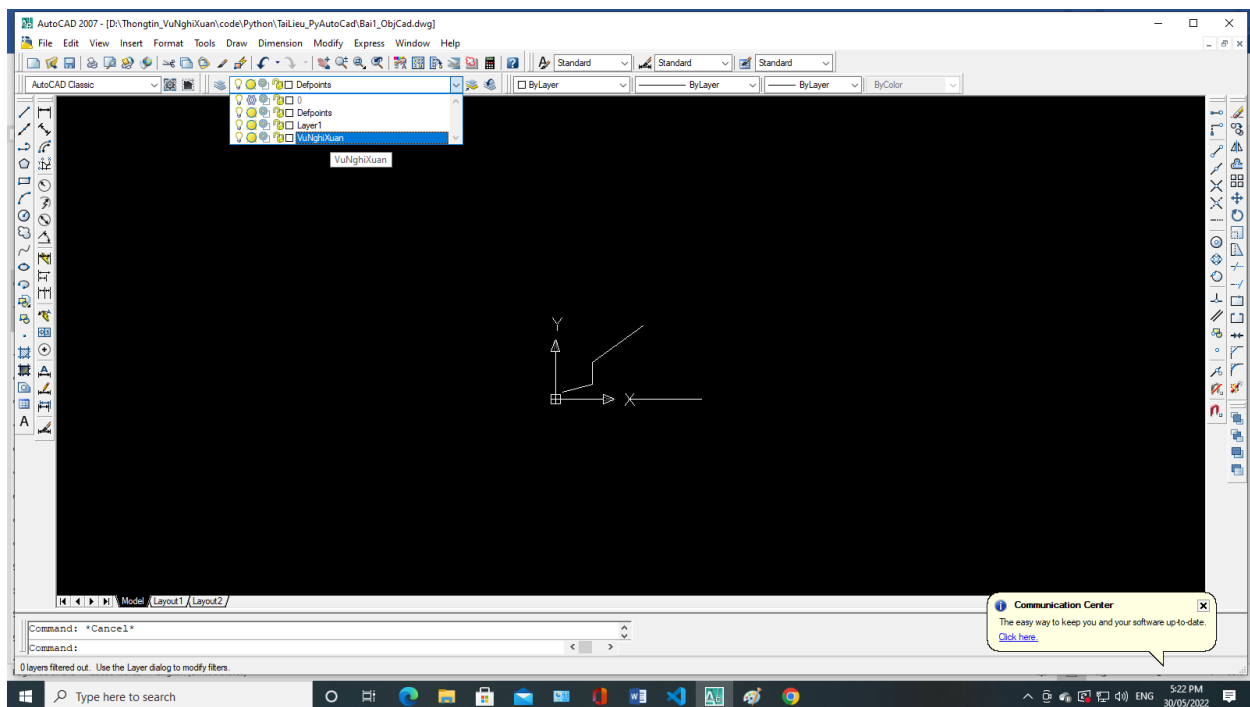 AutoCAD 2007 - [D:\Thongtin_VuNghiXuan\code\Python\TaiLieu_PyAutoCad\Bai1_ObjCad.dwg]
File Edit View Insert Format Tools Draw Dimension Modify Express Window Help
Standard Standard Standard
AutoCAD Classic Defpoints ByLayer ByLayer ByLayer ByColor
0
Defpoints
Layer1
VuNghiXuan
VuNghiXuan
Y
X
A
Model Layout1 Layout2
Communication Center
The easy way to keep you and your software up-to-date.
Click here.
Command: *Cancel*
Command:
0 layers filtered out. Use the Layer dialog to modify filters.
Type here to search
ENG
5:22 PM
30/05/2022